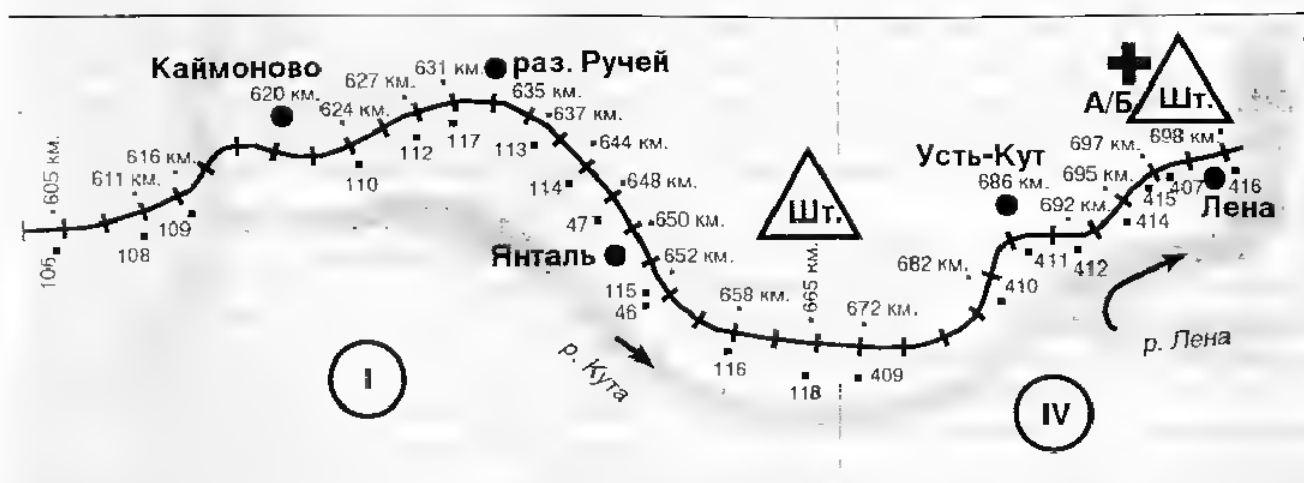 Каймоново
620 км.
605 км.
611 км.
616 км.
624 км.
627 км.
631 км.
раз. Ручей
635 км.
637 км.
644 км.
648 км.
650 км.
652 км.
658 км.
665 км.
672 км.
682 км.
Усть-Кут
686 км.
692 км.
695 км.
697 км.
698 км.
А/Б
Шт.
Лена
Шт.
Янталь
106
108
109
110
112
117
113
114
47
115
46
116
118
409
410
411
412
414
415
407
416
р. Кута
р. Лена
I
IV